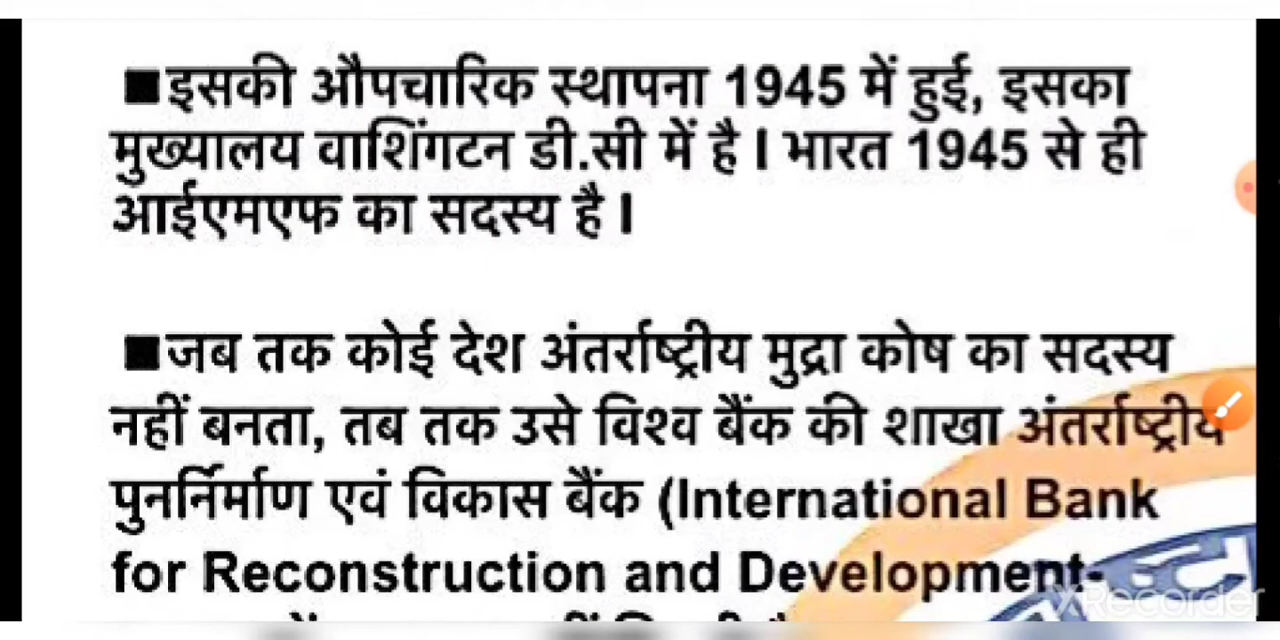 ■इसकी औपचारिक स्थापना 1945 में हुई, इसका
मुख्यालय वाशिंगटन डी.सी में है I भारत 1945 से ही
आईएमएफ का सदस्य है I
■जब तक कोई देश अंतर्राष्ट्रीय मुद्रा कोष का सदस्य
नहीं बनता, तब तक उसे विश्व बैंक की शाखा अंतर्राष्ट्रीय
पुनर्निर्माण एवं विकास बैंक (International Bank
for Reconstruction and Development-
XRecorder